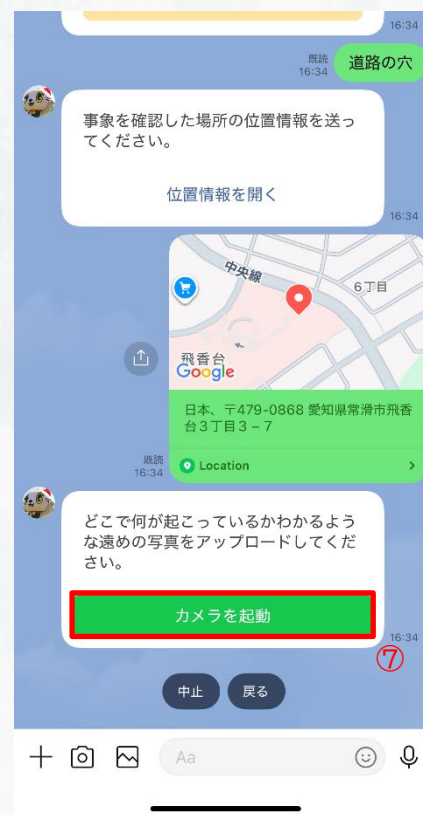 16:34
既読
16:34
道路の穴
事象を確認した場所の位置情報を送っ
てください。
位置情報を開く
16:34
中央線
6丁目
飛香台
Google
日本、〒479-0868 愛知県常滑市飛香
台3丁目3−7
既読
16:34
Location
どこで何が起こっているかわかるよう
な遠めの写真をアップロードしてくだ
さい。
カメラを起動
16:34
⑦
中止
戻る
Aa